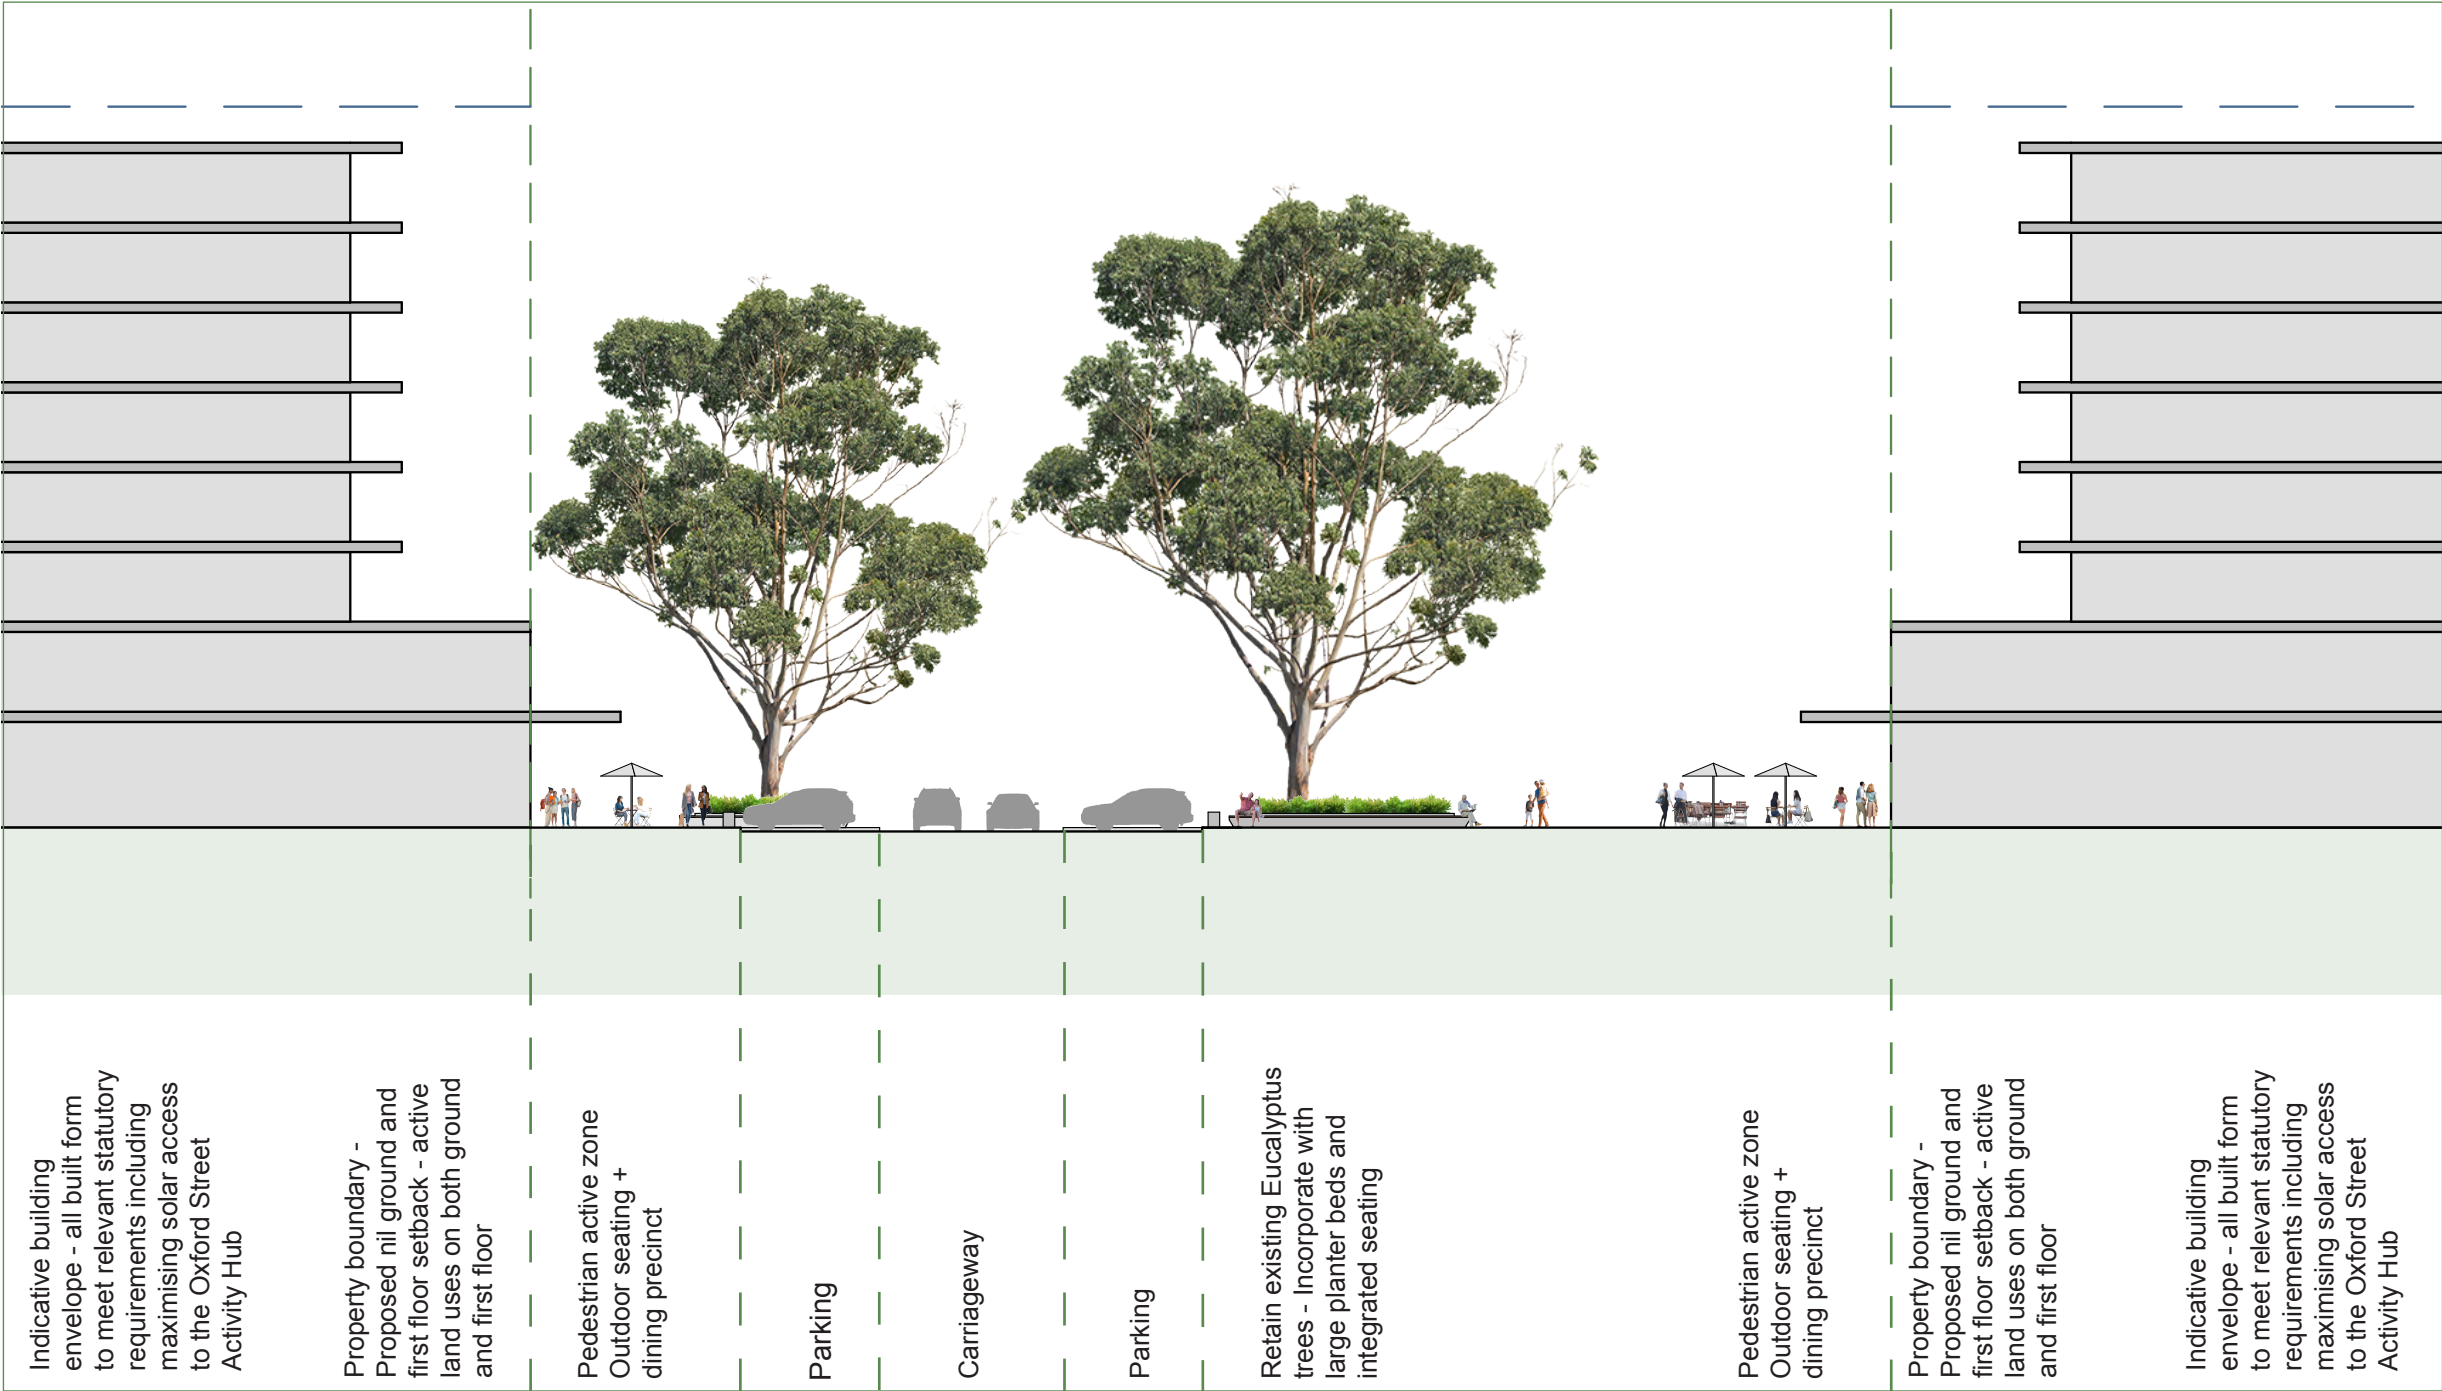 Indicative building
envelope - all built form
to meet relevant statutory
requirements including
maximising solar access
to the Oxford Street
Activity Hub
Property boundary -
Proposed nil ground and
first floor setback - active
land uses on both ground
and first floor
Pedestrian active zone
Outdoor seating +
dining precinct
Parking
Carriageway
Parking
Retain existing Eucalyptus
trees - Incorporate with
large planter beds and
integrated seating
Pedestrian active zone
Outdoor seating +
dining precinct
Property boundary -
Proposed nil ground and
first floor setback - active
land uses on both ground
and first floor
Indicative building
envelope - all built form
to meet relevant statutory
requirements including
maximising solar access
to the Oxford Street
Activity Hub